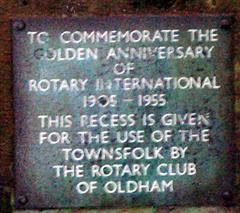 TO COMMEMORATE THE
GOLDEN ANNIVERSARY
OF
ROTARY INTERNATIONAL
1905 – 1955
THIS RECESS IS GIVEN
FOR THE USE OF THE
TOWNSFOLK BY
THE ROTARY CLUB
OF OLDHAM